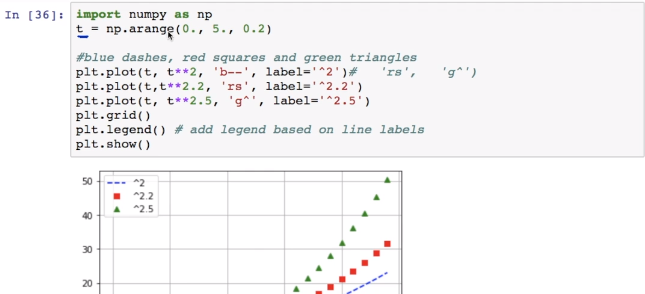 In [36]: import numpy as np
t = np.arange(0., 5., 0.2)
#blue dashes, red squares and green triangles
plt.plot(t, t**2, 'b--', label='^2')#   'rs',   'g^')
plt.plot(t,t**2.2, 'rs', label='^2.2')
plt.plot(t, t**2.5, 'g^', label='^2.5')
plt.grid()
plt.legend() # add legend based on line labels
plt.show()
50
^2
^2.2
^2.5
40
30
20